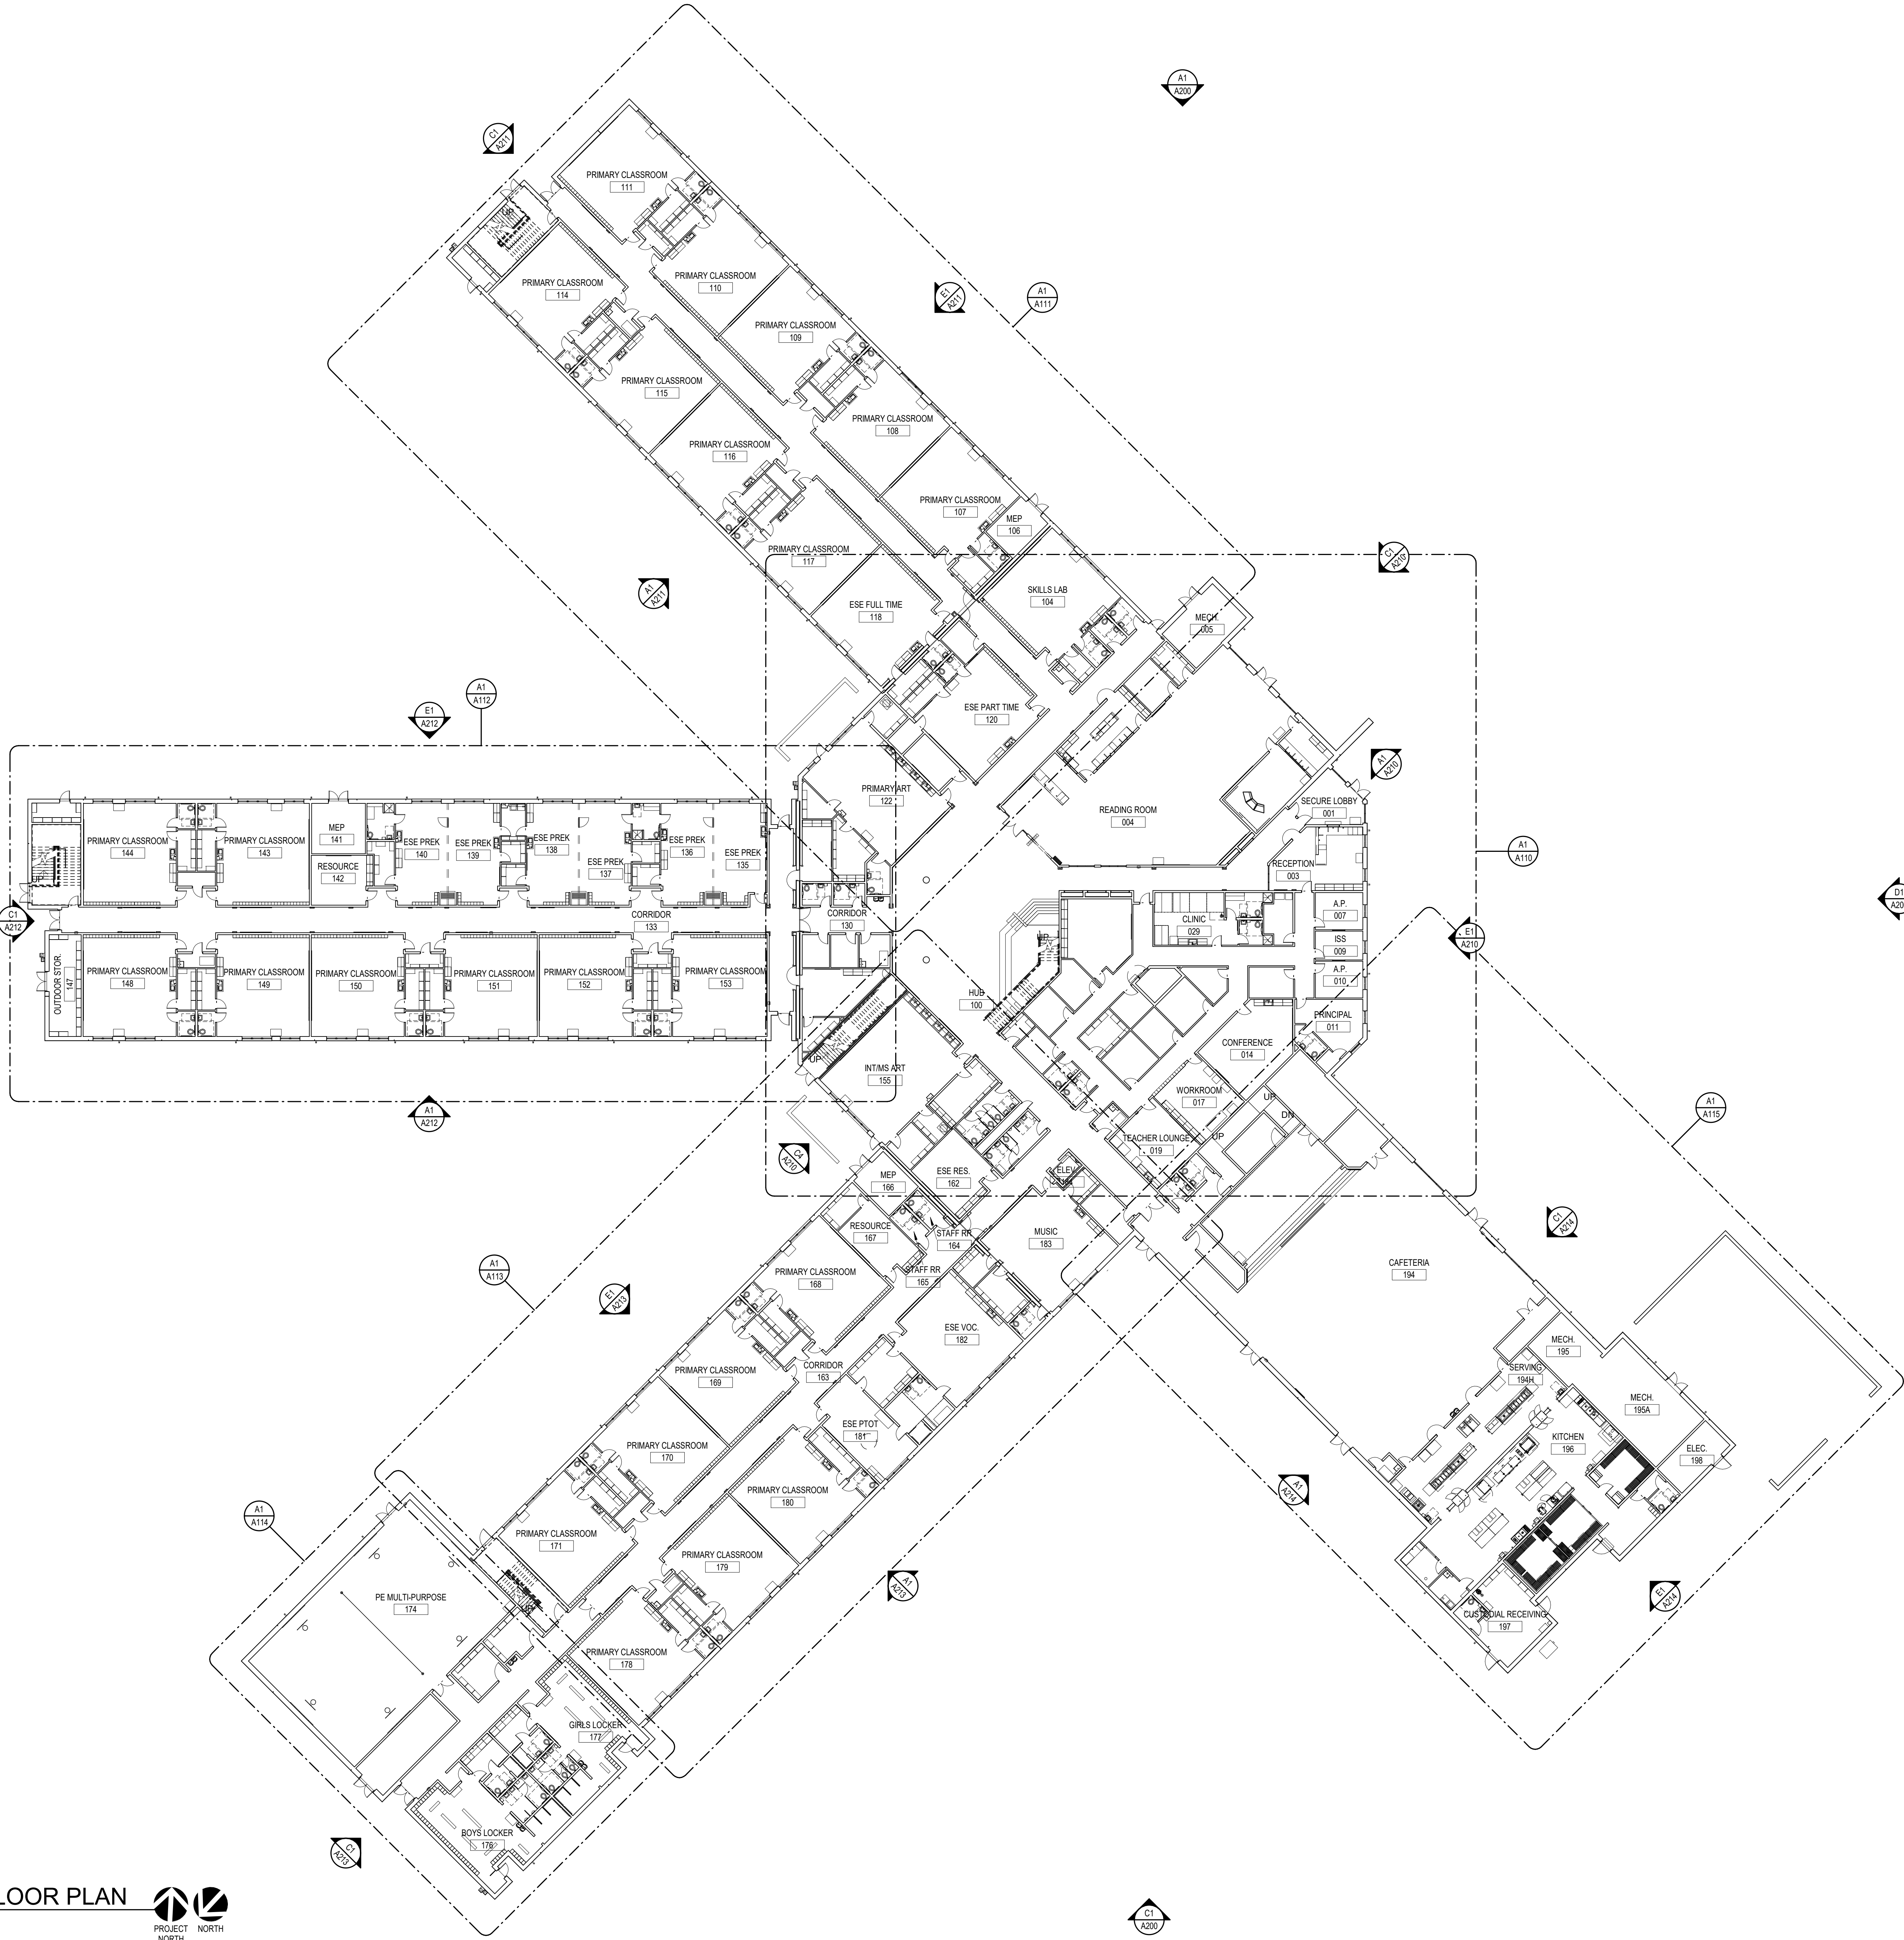 A1
A200
C1
A211
PRIMARY CLASSROOM
111
UP
PRIMARY CLASSROOM
114
PRIMARY CLASSROOM
110
E1
A211
A1
A111
PRIMARY CLASSROOM
109
PRIMARY CLASSROOM
115
PRIMARY CLASSROOM
108
PRIMARY CLASSROOM
116
PRIMARY CLASSROOM
107
MEP
106
PRIMARY CLASSROOM
117
C1
A210
A1
A211
ESE FULL TIME
118
SKILLS LAB
104
MECH.
005
A1
A112
E1
A212
ESE PART TIME
120
A1
A210
PRIMARY ART
122
READING ROOM
004
SECURE LOBBY
001
PRIMARY CLASSROOM
144
PRIMARY CLASSROOM
143
MEP
141
RESOURCE
142
ESE PREK
140
ESE PREK
139
ESE PREK
138
ESE PREK
137
ESE PREK
136
ESE PREK
135
RECEPTION
003
A1
A110
UP
C1
A212
CORRIDOR
133
CORRIDOR
130
CLINIC
029
A.P.
007
D1
A20
ISS
009
E1
A210
A.P.
010
OUTDOOR STOR.
147
PRIMARY CLASSROOM
148
PRIMARY CLASSROOM
149
PRIMARY CLASSROOM
150
PRIMARY CLASSROOM
151
PRIMARY CLASSROOM
152
PRIMARY CLASSROOM
153
UP
HUB
100
PRINCIPAL
011
CONFERENCE
014
UP
INT/MS ART
155
WORKROOM
017
UP
DN
UP
A1
A212
A1
A115
TEACHER LOUNGE
019
C4
A210
MEP
166
ESE RES.
162
ELEV.
RESOURCE
167
STAFF RR
164
MUSIC
183
C1
A214
A1
A113
E1
A213
STAFF RR
165
PRIMARY CLASSROOM
168
CAFETERIA
194
ESE VOC.
182
MECH.
195
SERVING
194H
PRIMARY CLASSROOM
169
CORRIDOR
163
MECH.
195A
ESE PTOT
181
KITCHEN
196
ELEC.
198
PRIMARY CLASSROOM
170
PRIMARY CLASSROOM
180
A1
A214
A1
A114
PRIMARY CLASSROOM
171
PRIMARY CLASSROOM
179
A1
A213
E1
A214
PE MULTI-PURPOSE
174
UP
CUSTODIAL RECEIVING
197
PRIMARY CLASSROOM
178
GIRLS LOCKER
177
BOYS LOCKER
176
C1
A213
LOOR PLAN
PROJECT
NORTH
NORTH
C1
A200